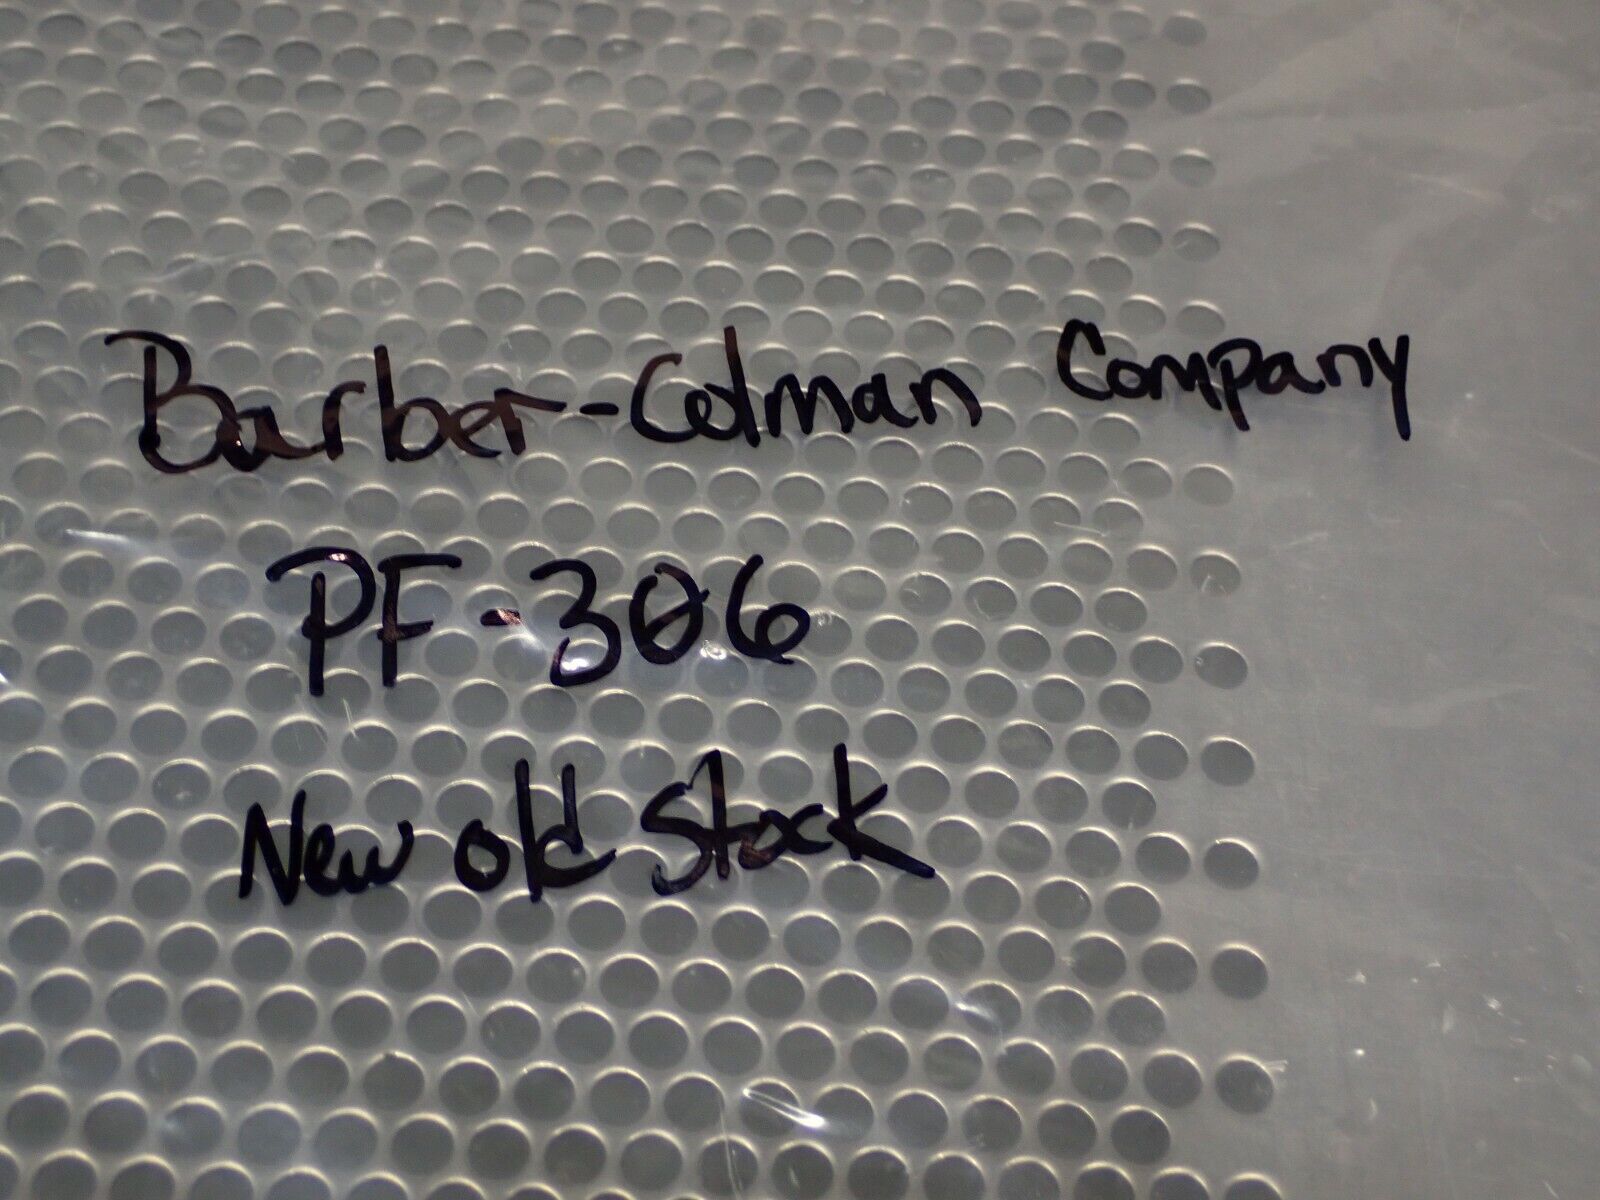 Barber-Colman Company
PF-306
New old Stock